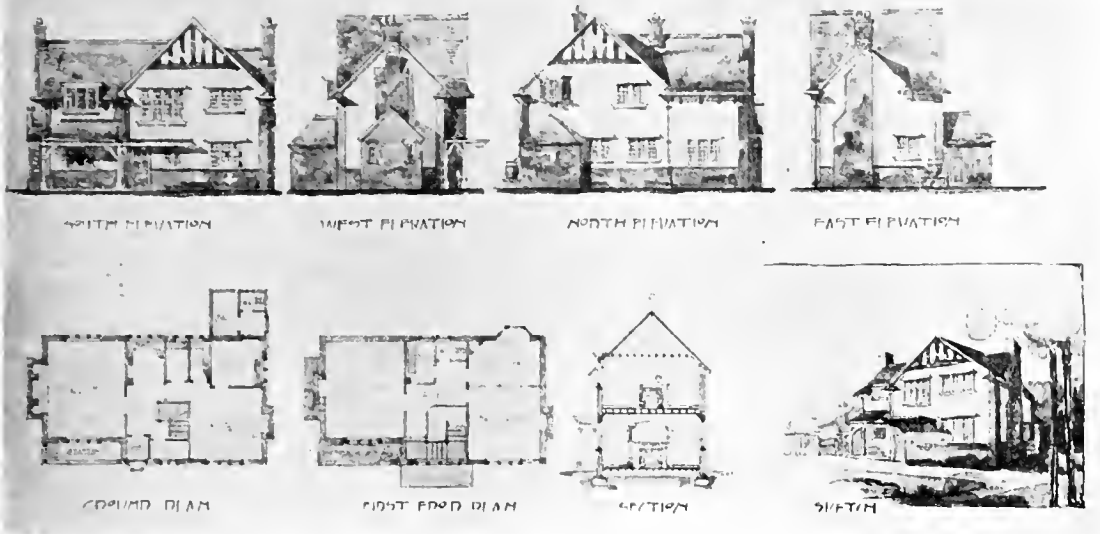 SOUTH ELEVATION
WEST ELEVATION
NORTH ELEVATION
EAST ELEVATION
GROUND PLAN
FIRST FLOOR PLAN
SECTION
SKETCH